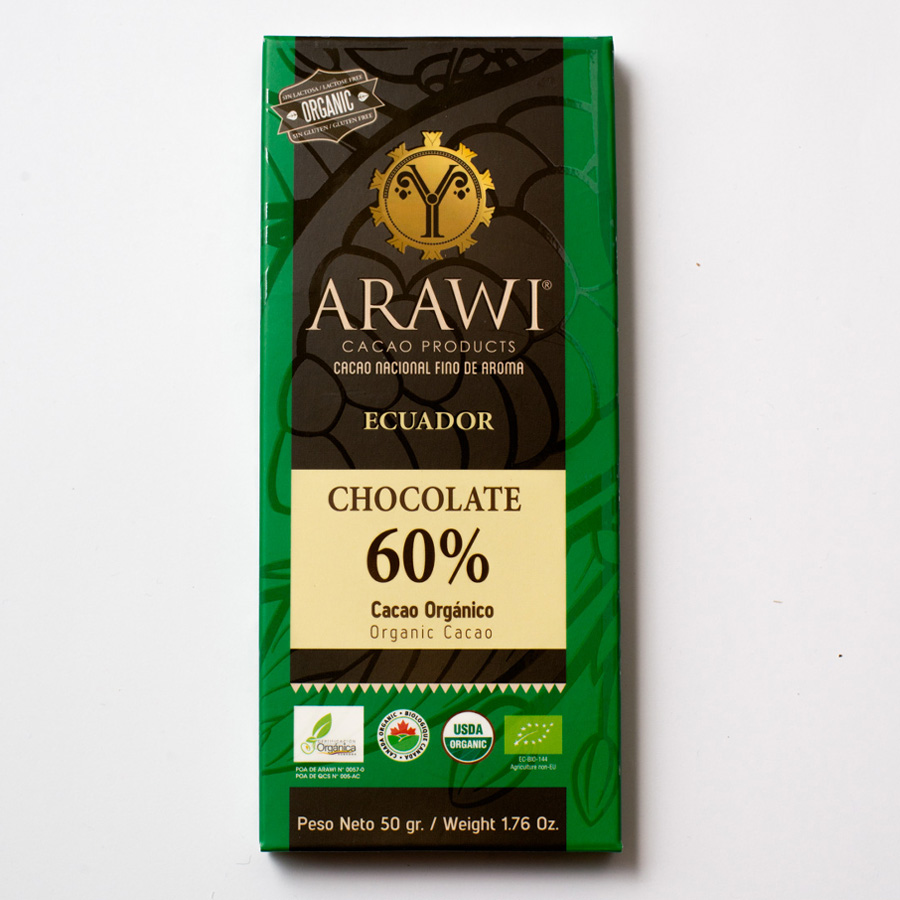 SIN LACTOSA / LACTOSE FREE
ORGANIC
SIN GLUTEN / GLUTEN FREE
ARAWI®
CACAO PRODUCTS
CACAO NACIONAL FINO DE AROMA
ECUADOR
CHOCOLATE
60%
Cacao Orgánico
Organic Cacao
Orgánica
POA DE ARAWI N° 0057-0
POA DE QCS N° 005-AC
CANADA ORGANIC • BIOLOGIQUE CANADA •
USDA
ORGANIC
EC-BIO-144
Agriculture non-EU
Peso Neto 50 gr. / Weight 1.76 Oz.